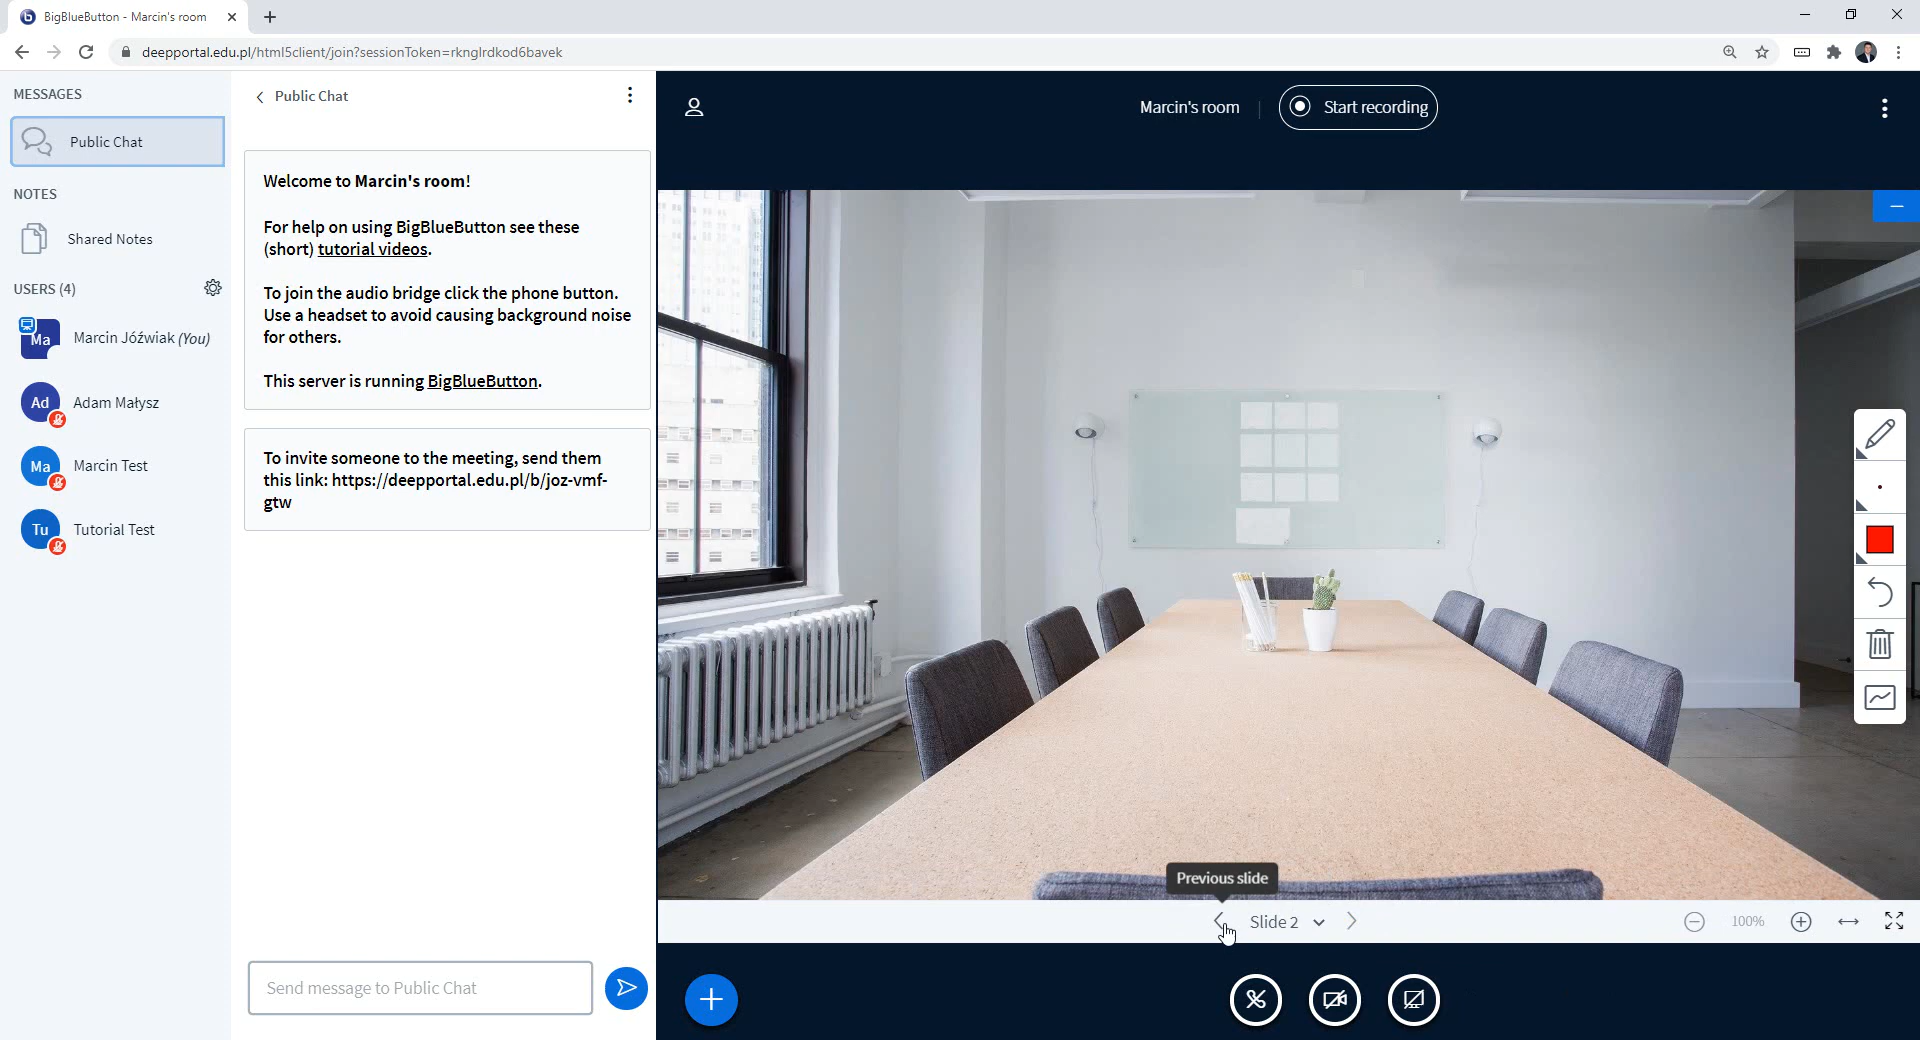 BigBlueButton - Marcin's room
deepportal.edu.pl/html5client/join?sessionToken=rknglrdkod6bavek
MESSAGES
Public Chat
NOTES
Shared Notes
USERS (4)
Ma
Marcin Jóźwiak (You)
Ad
Adam Małysz
Ma
Marcin Test
Tu
Tutorial Test
Public Chat
Welcome to Marcin's room!
For help on using BigBlueButton see these
(short) tutorial videos.
To join the audio bridge click the phone button.
Use a headset to avoid causing background noise
for others.
This server is running BigBlueButton.
To invite someone to the meeting, send them
this link: https://deepportal.edu.pl/b/joz-vmf-
gtw
Send message to Public Chat
Marcin's room
Start recording
Previous slide
Slide 2
100%